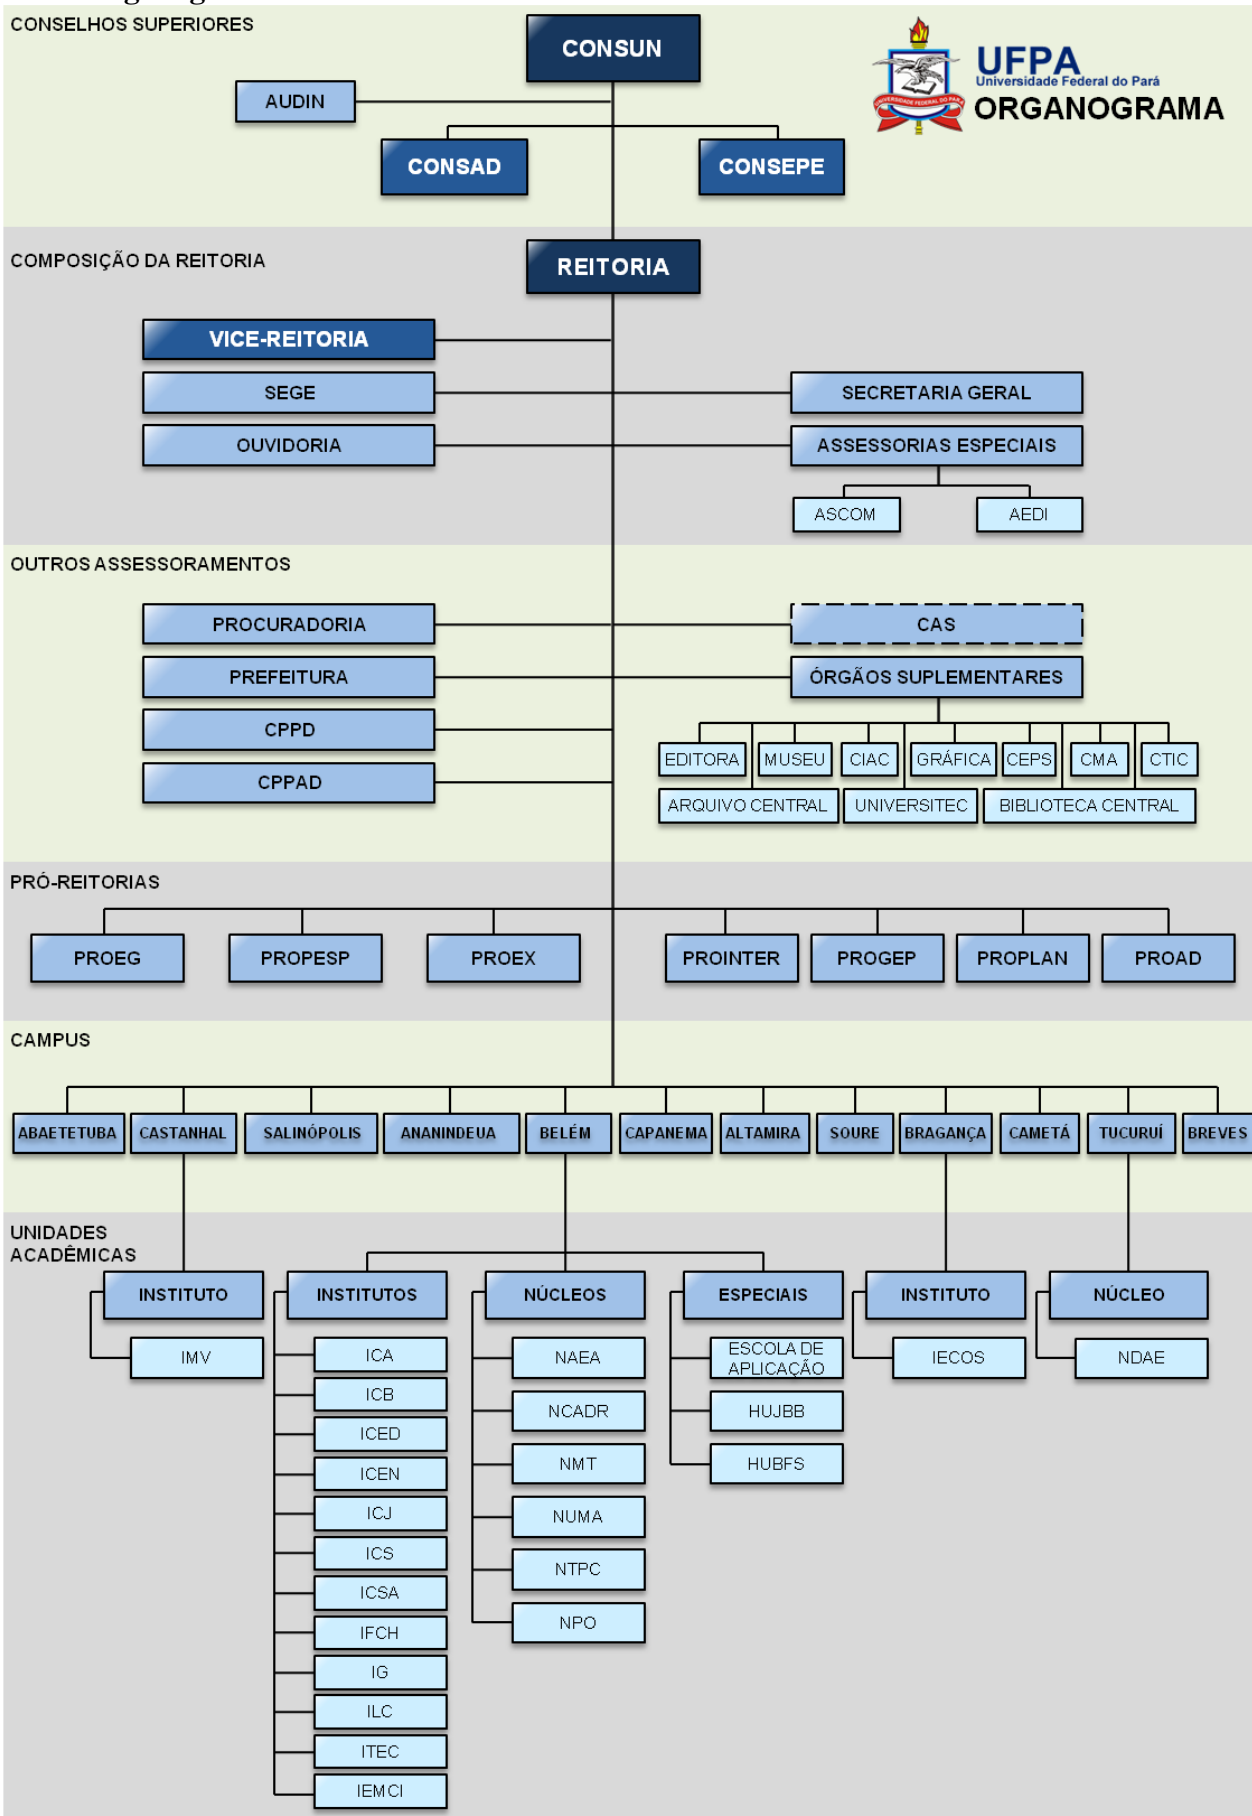 CONSELHOS SUPERIORES
CONSUN
UFPA
Universidade Federal do Pará
ORGANOGRAMA
AUDIN
CONSAD
CONSEPE
COMPOSIÇÃO DA REITORIA
REITORIA
VICE-REITORIA
SEGE
SECRETARIA GERAL
OUVIDORIA
ASSESSORIAS ESPECIAIS
ASCOM
AEDI
OUTROS ASSESSORAMENTOS
PROCURADORIA
CAS
PREFEITURA
ÓRGÃOS SUPLEMENTARES
CPPD
CPPAD
EDITORA
MUSEU
CIAC
GRÁFICA
CEPS
CMA
CTIC
ARQUIVO CENTRAL
UNIVERSITEC
BIBLIOTECA CENTRAL
PRÓ-REITORIAS
PROEG
PROPESP
PROEX
PROINTER
PROGEP
PROPLAN
PROAD
CAMPUS
ABAETETUBA
CASTANHAL
SALINÓPOLIS
ANANINDEUA
BELÉM
CAPANEMA
ALTAMIRA
SOURE
BRAGANÇA
CAMETÁ
TUCURUÍ
BREVES
UNIDADES
ACADÊMICAS
INSTITUTO
IMV
INSTITUTOS
ICA
ICB
ICED
ICEN
ICJ
ICS
ICSA
IFCH
IG
ILC
ITEC
IEMCI
NÚCLEOS
NAEA
NCADR
NMT
NUMA
NTPC
NPO
ESPECIAIS
ESCOLA DE
APLICAÇÃO
HUJBB
HUBFS
INSTITUTO
IECOS
NÚCLEO
NDAE